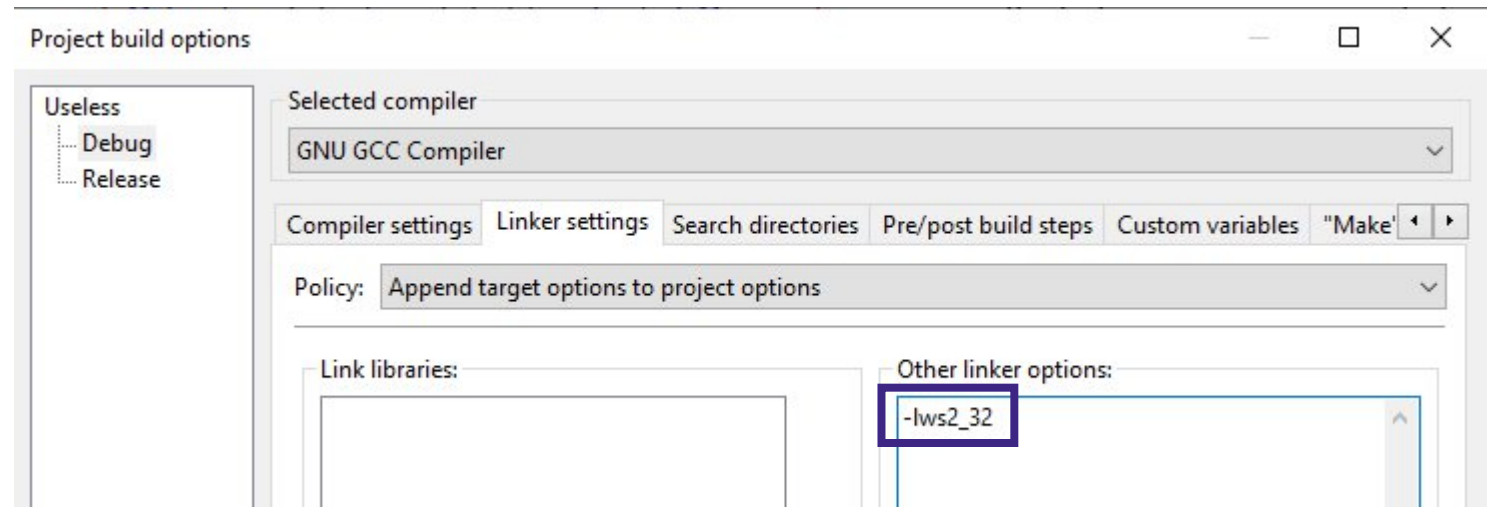 Project build options
Useless
Debug
Release
Selected compiler
GNU GCC Compiler
Compiler settings Linker settings Search directories Pre/post build steps Custom variables "Make'
Policy: Append target options to project options
Link libraries:
Other linker options:
-lws2_32